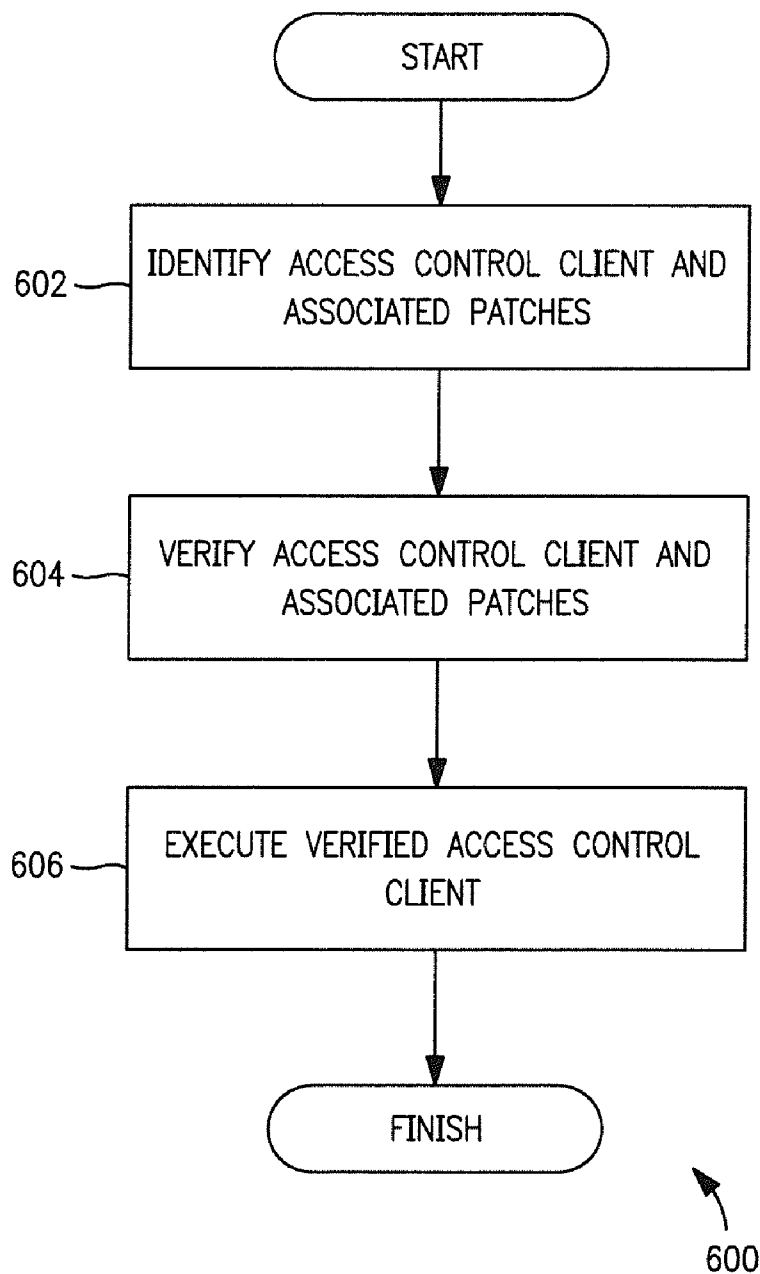 START
602
IDENTIFY ACCESS CONTROL CLIENT AND
ASSOCIATED PATCHES
604
VERIFY ACCESS CONTROL CLIENT AND
ASSOCIATED PATCHES
606
EXECUTE VERIFIED ACCESS CONTROL
CLIENT
FINISH
600